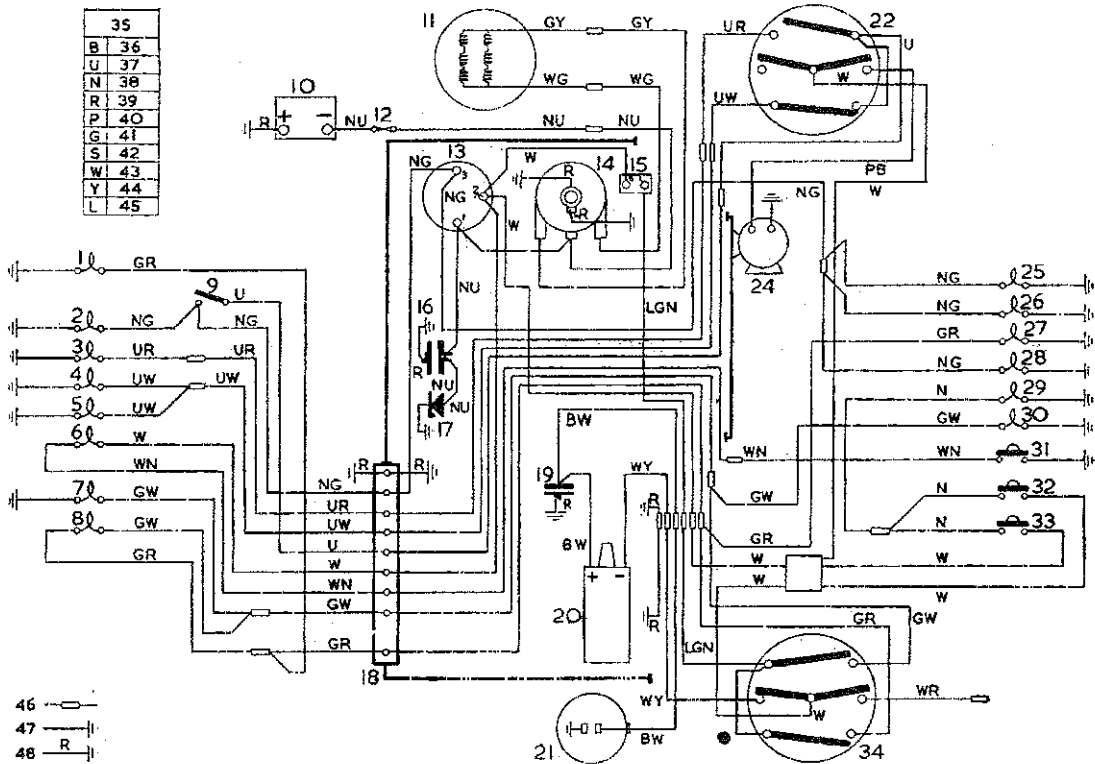 35
B 36
U 37
N 38
R 39
P 40
G 41
S 42
W 43
Y 44
L 45
11
GY GY
WG WG
10
+ −
R NU 12 NU NU
13
NG 3
NG 2
1
W
W
14
R
R
15
NU
16
R
NU
17
NU
LGN
UR
22
U
W
UW
PB
W
NG
24
1 GR
9 U
2 NG NG
3 UR UR
4 UW UW
5 UW
6 W
WN
7 GW
8 GW
GR
R R
NG
UR
UW
U
W
WN
GW
GR
18
BW
19
R
BW
WY
+ −
20
R
R
21
BW
WY
LGN
NG 25
NG 26
GR 27
NG 28
N 29
GW 30
WN WN 31
GW N 32
GR N 33
W W
W W
GR GW
W
WR
34
46
47
48 R